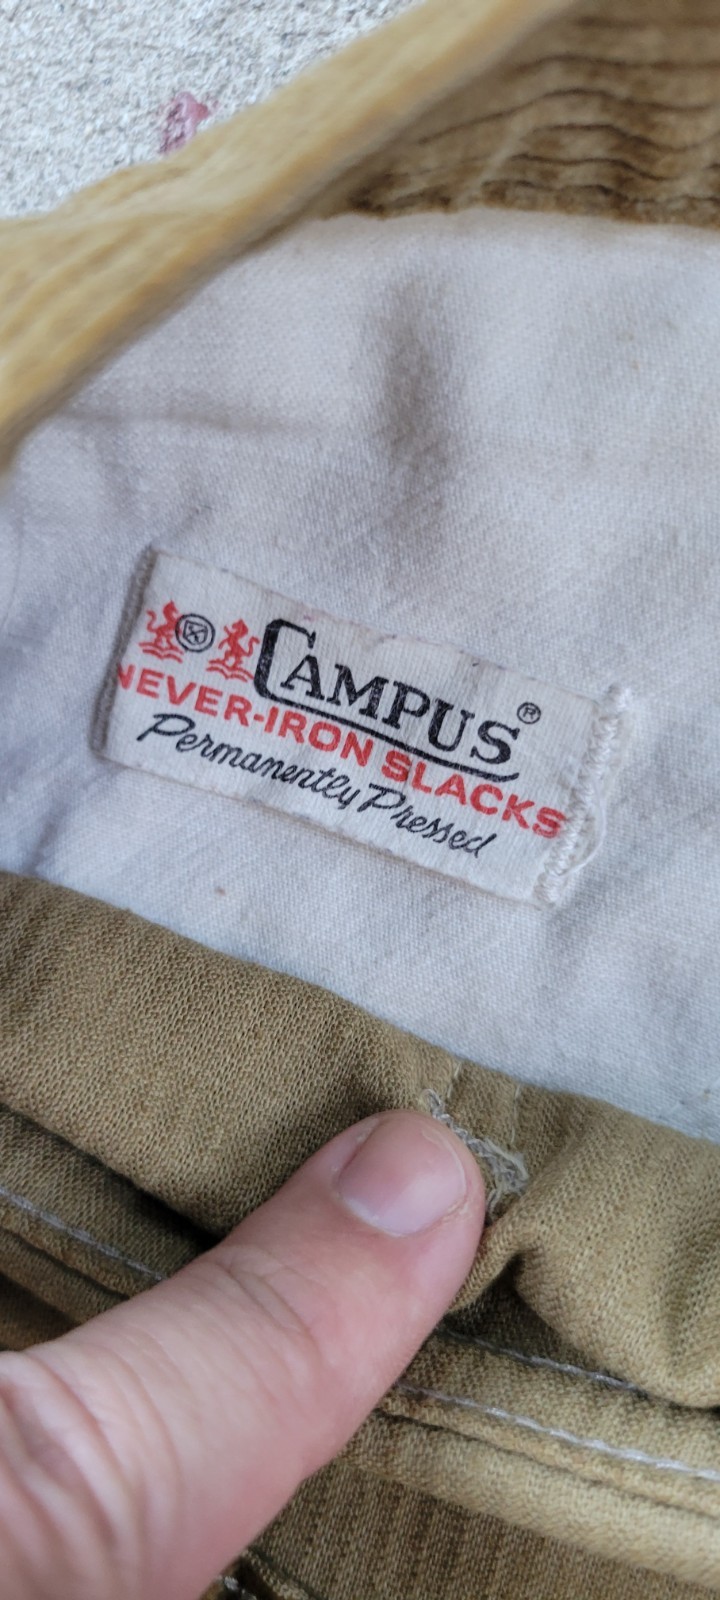 CAMPUS®
NEVER-IRON SLACKS
Permanently Pressed